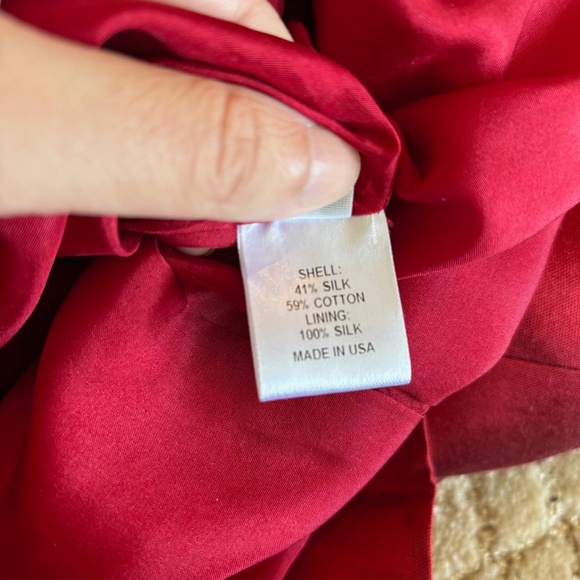 SHELL:
41% SILK
59% COTTON
LINING:
100% SILK
MADE IN USA